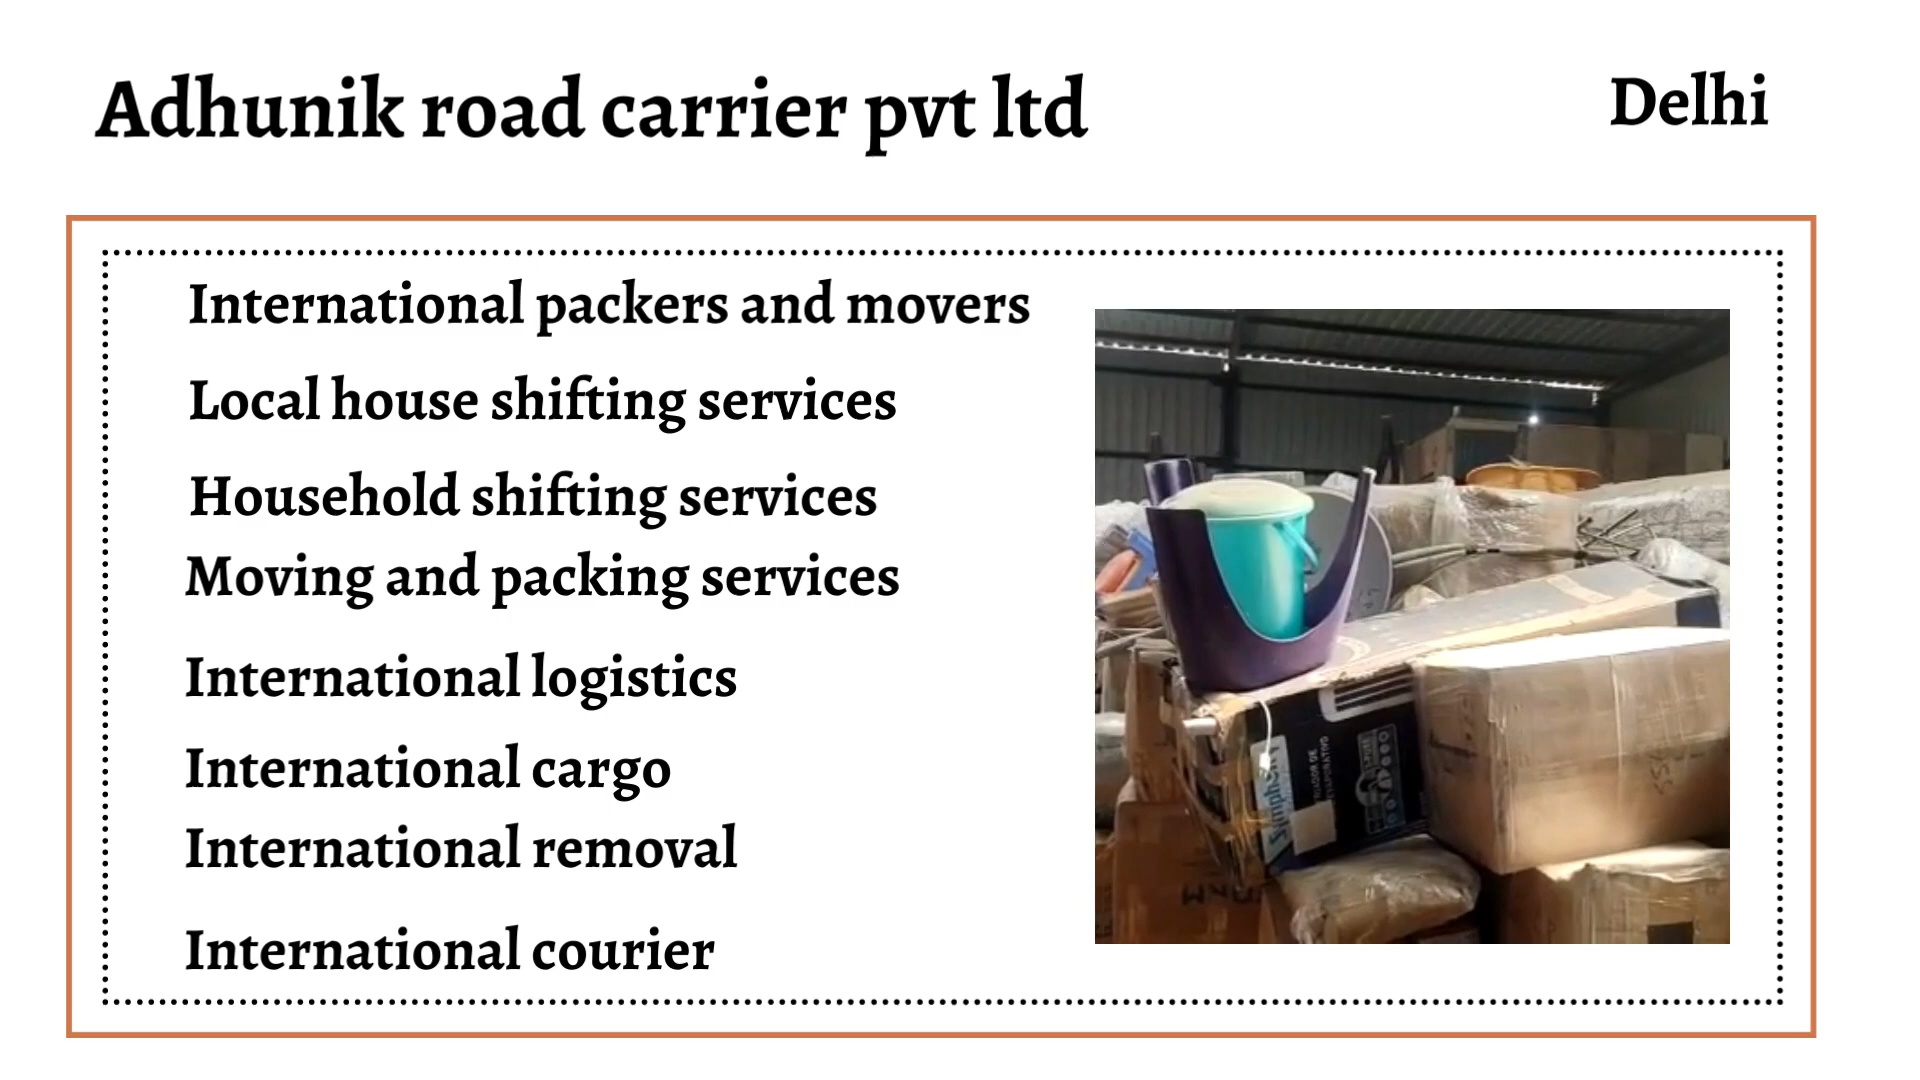 Adhunik road carrier pvt ltd
Delhi
International packers and movers
Local house shifting services
Household shifting services
Moving and packing services
International logistics
International cargo
International removal
International courier
Symphony